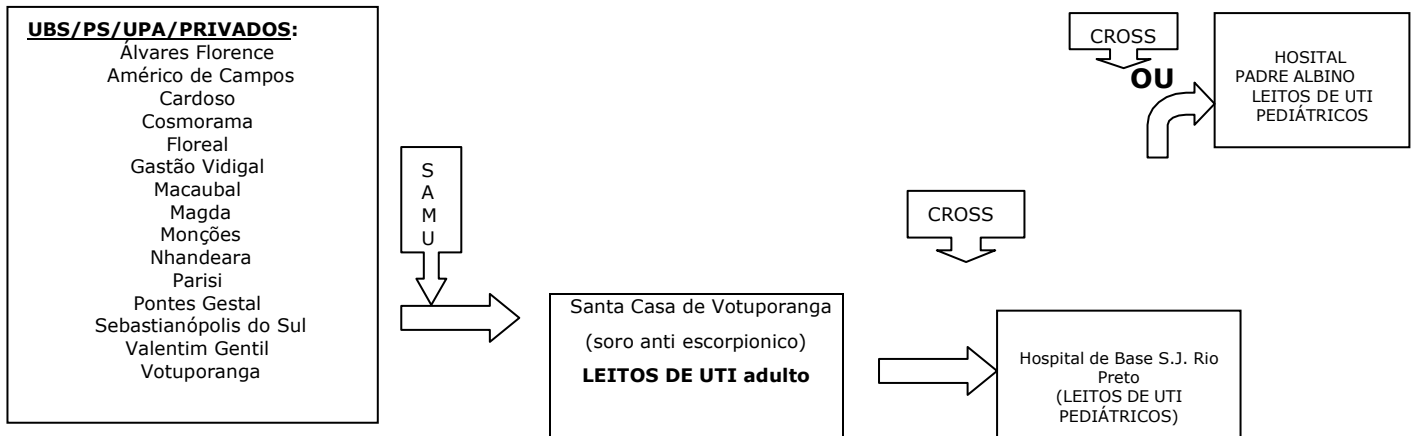 UBS/PS/UPA/PRIVADOS:
Álvares Florence
Américo de Campos
Cardoso
Cosmorama
Floreal
Gastão Vidigal
Macaubal
Magda
Monções
Nhandeara
Parisi
Pontes Gestal
Sebastianópolis do Sul
Valentim Gentil
Votuporanga
S
A
M
U
Santa Casa de Votuporanga
(soro anti escorpionico)
LEITOS DE UTI adulto
CROSS
Hospital de Base S.J. Rio
Preto
(LEITOS DE UTI
PEDIÁTRICOS)
CROSS
OU
HOSITAL
PADRE ALBINO
LEITOS DE UTI
PEDIÁTRICOS